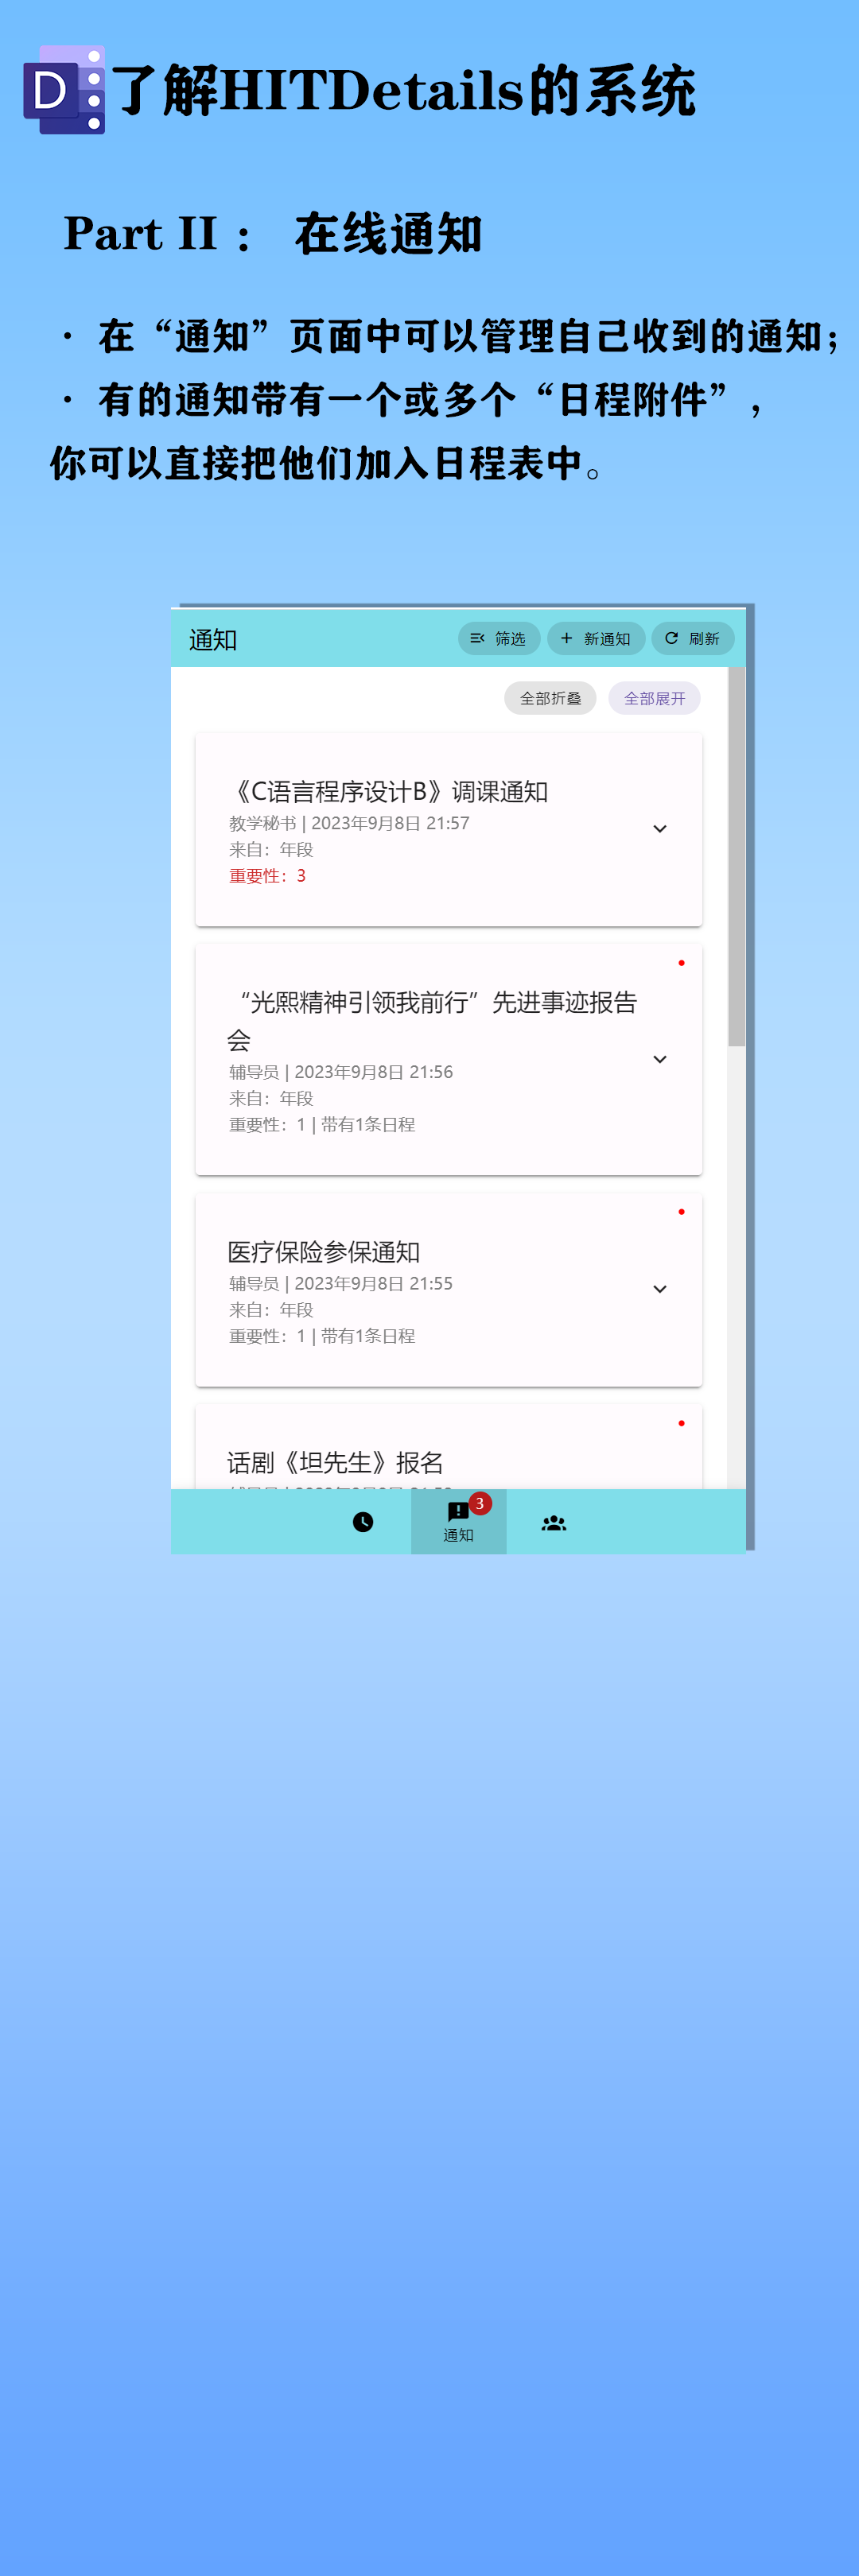 D 了解HITDetails的系统
Part II： 在线通知
· 在“通知”页面中可以管理自己收到的通知；
· 有的通知带有一个或多个“日程附件”，
你可以直接把他们加入日程表中。
通知 筛选 新通知 刷新
全部折叠 全部展开
《C语言程序设计B》调课通知
教学秘书 | 2023年9月8日 21:57
来自：年段
重要性：3
“光熙精神引领我前行”先进事迹报告
会
辅导员 | 2023年9月8日 21:56
来自：年段
重要性：1 | 带有1条日程
医疗保险参保通知
辅导员 | 2023年9月8日 21:55
来自：年段
重要性：1 | 带有1条日程
话剧《坦先生》报名
3
通知